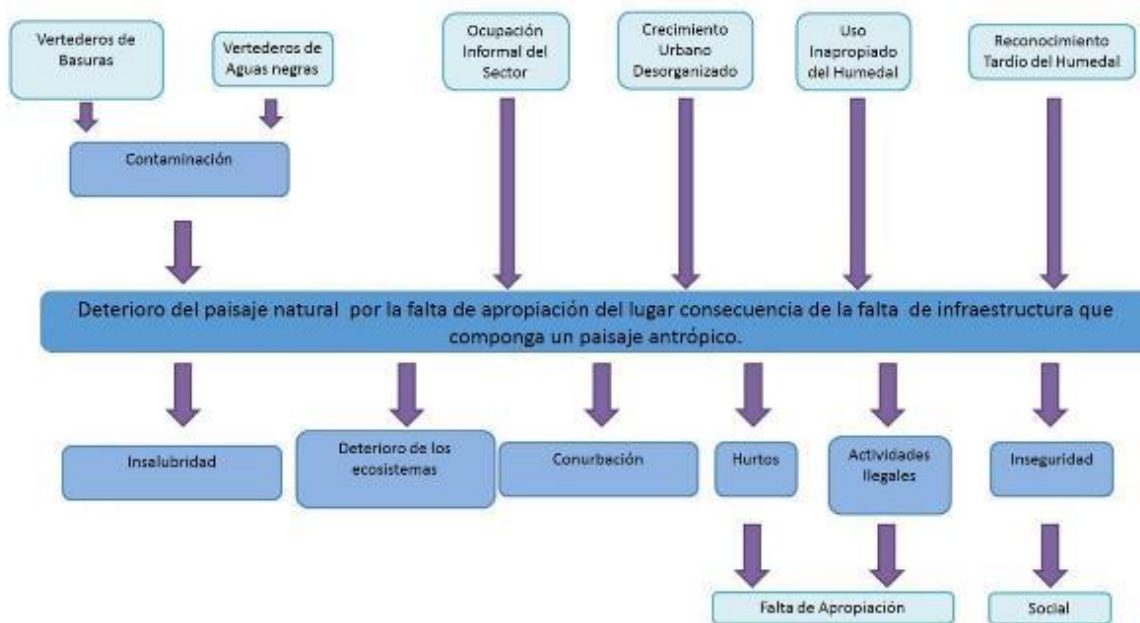 Vertederos de
Basuras
Vertederos de
Aguas negras
Ocupación
Informal del
Sector
Crecimiento
Urbano
Desorganizado
Uso
Inapropiado
del Humedal
Reconocimiento
Tardio del Humedal
Contaminación
Deterioro del paisaje natural por la falta de apropiación del lugar consecuencia de la falta de infraestructura que
componga un paisaje antrópico.
Insalubridad
Deterioro de los
ecosistemas
Conurbación
Hurtos
Actividades
Ilegales
Inseguridad
Falta de Apropiación
Social